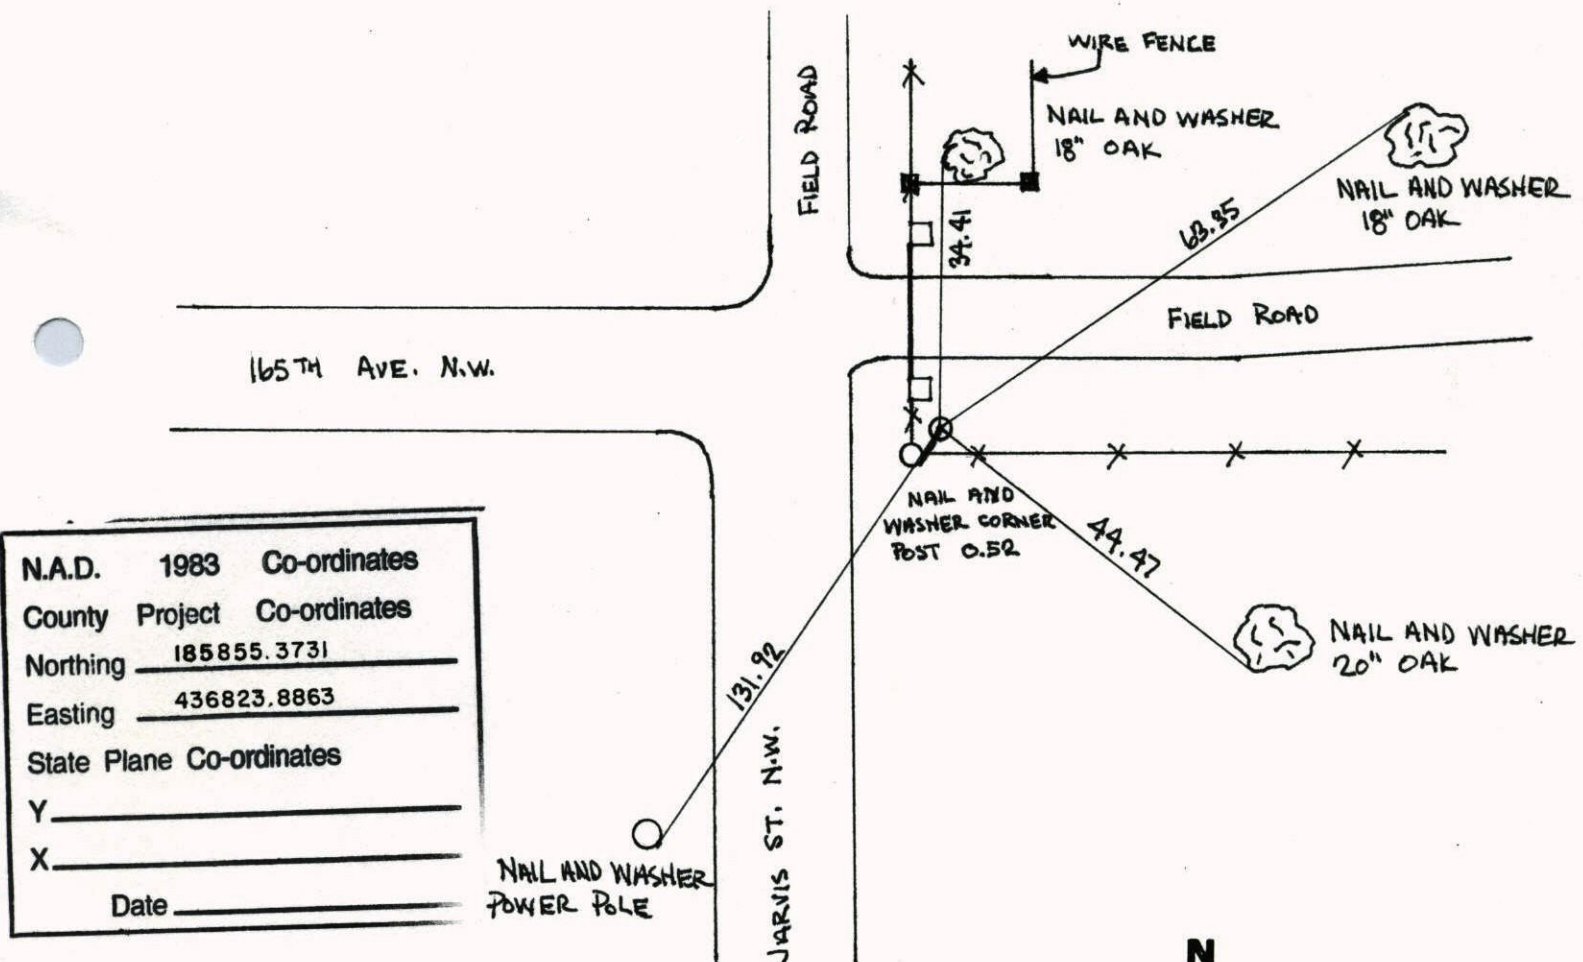 WIRE FENCE
FIELD ROAD
NAIL AND WASHER
18" OAK
NAIL AND WASHER
18" OAK
34.41
63.35
FIELD ROAD
165TH AVE. N.W.
NAIL AND
WASHER CORNER
POST 0.52
44.47
NAIL AND WASHER
20" OAK
131.92
N.A.D. 1983 Co-ordinates
County Project Co-ordinates
Northing 185855.3731
Easting 436823.8863
State Plane Co-ordinates
Y
X
Date
NAIL AND WASHER
POWER POLE
JARVIS ST. N.W.
N